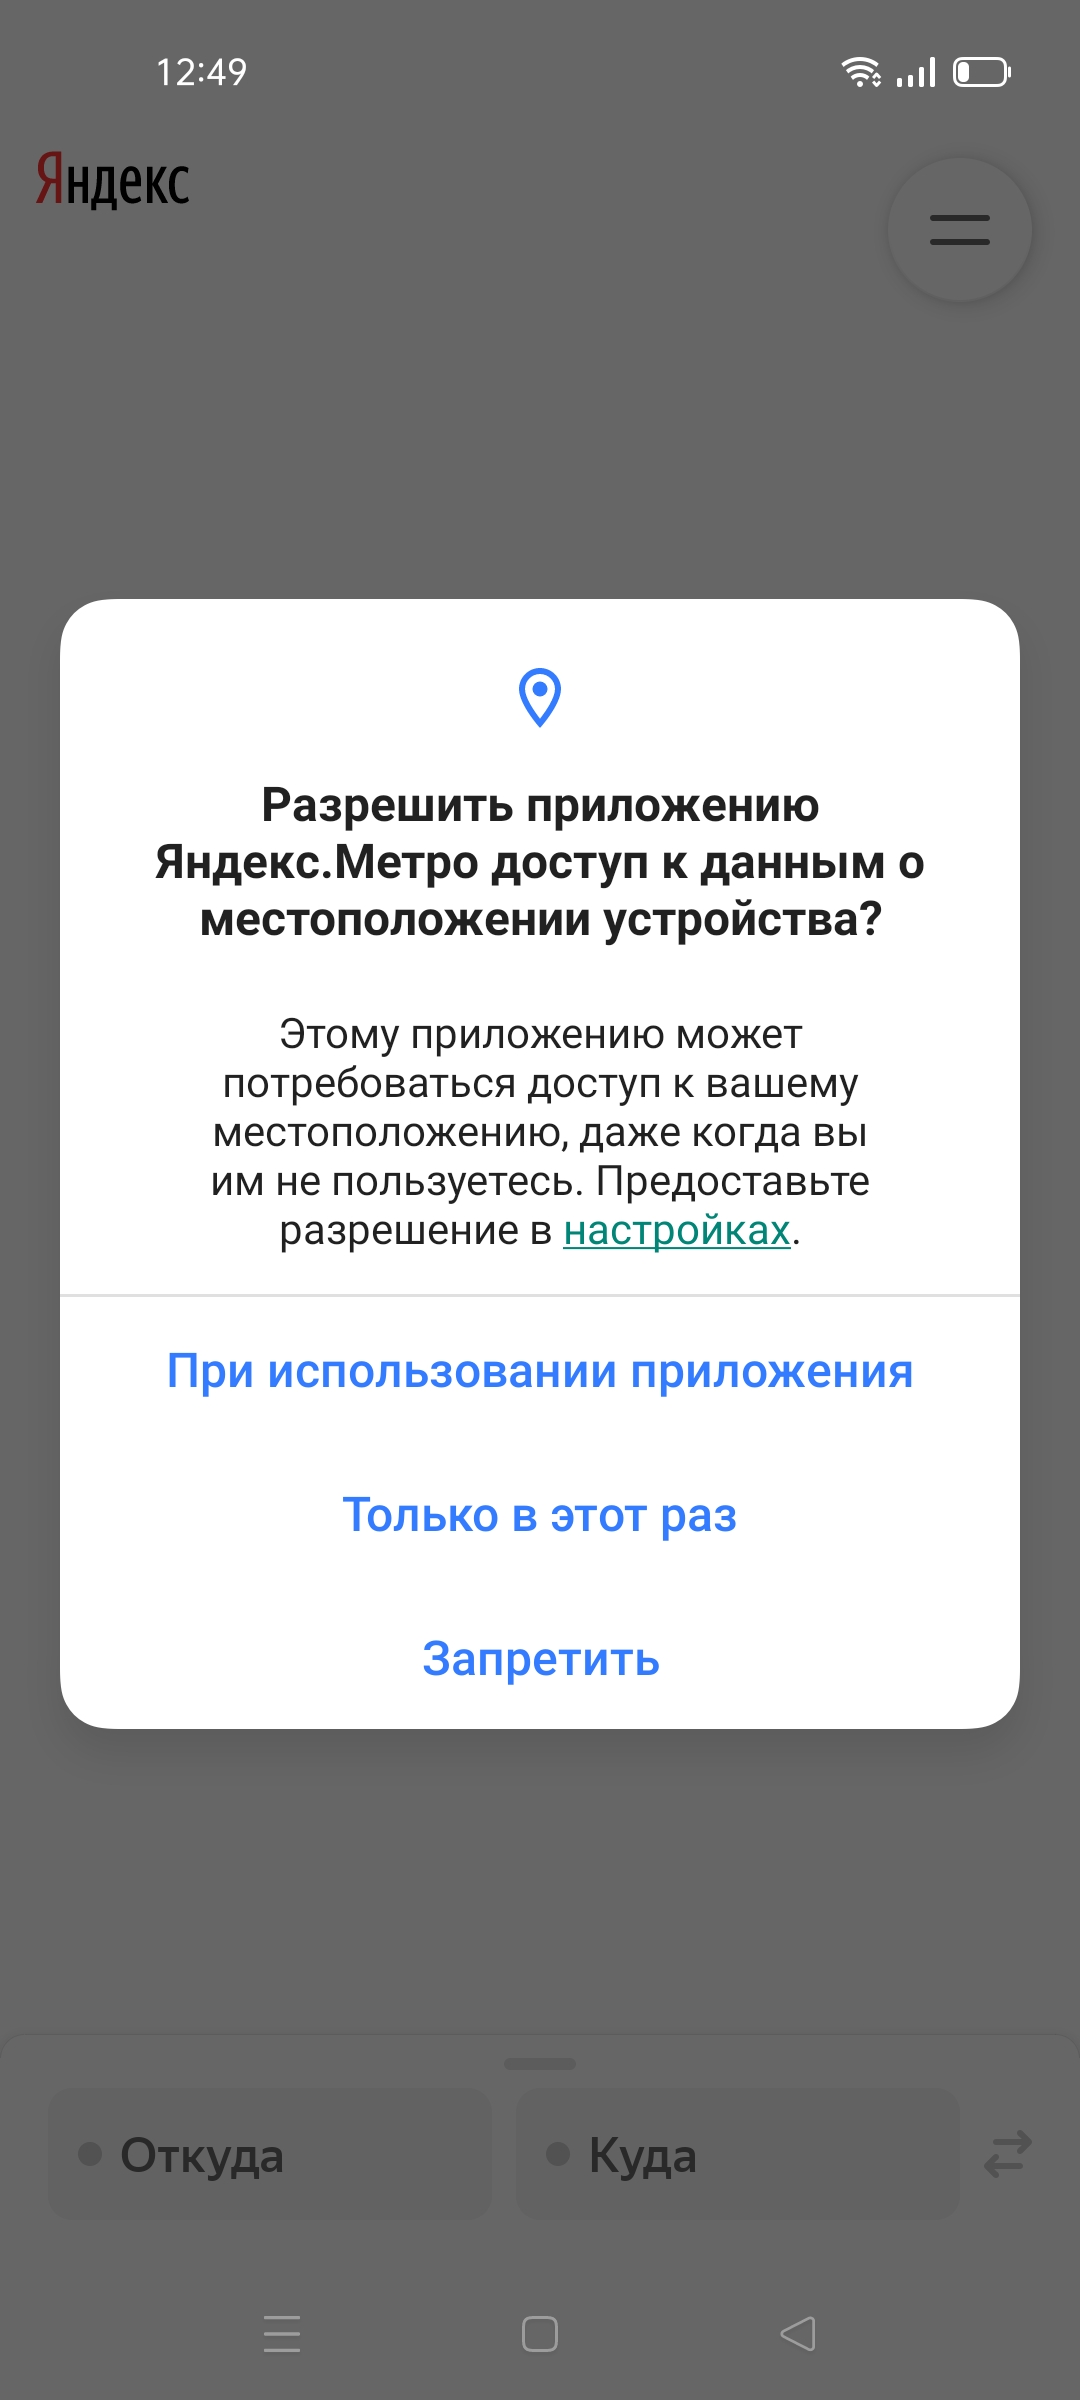 12:49
Яндекс
Разрешить приложению
Яндекс.Метро доступ к данным о
местоположении устройства?
Этому приложению может
потребоваться доступ к вашему
местоположению, даже когда вы
им не пользуетесь. Предоставьте
разрешение в настройках.
При использовании приложения
Только в этот раз
Запретить
Откуда
Куда